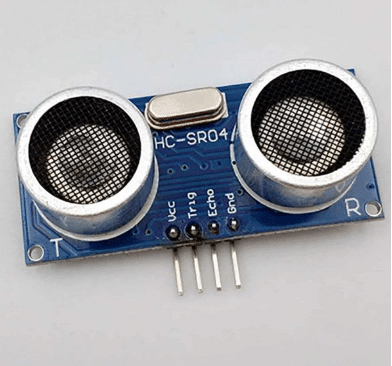 HC-SR04
Vcc
Trig
Echo
Gnd
T
R